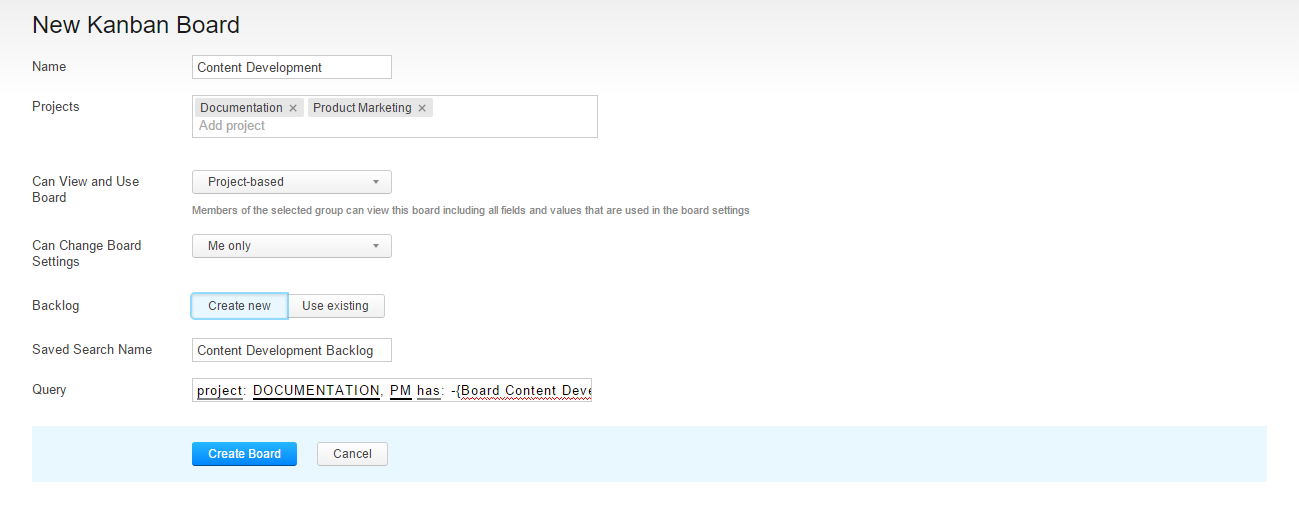 New Kanban Board
Name
Content Development
Projects
Documentation ×
Product Marketing ×
Add project
Can View and Use
Board
Project-based
Members of the selected group can view this board including all fields and values that are used in the board settings
Can Change Board
Settings
Me only
Backlog
Create new
Use existing
Saved Search Name
Content Development Backlog
Query
project: DOCUMENTATION, PM has: -{Board Content Deve
Create Board
Cancel